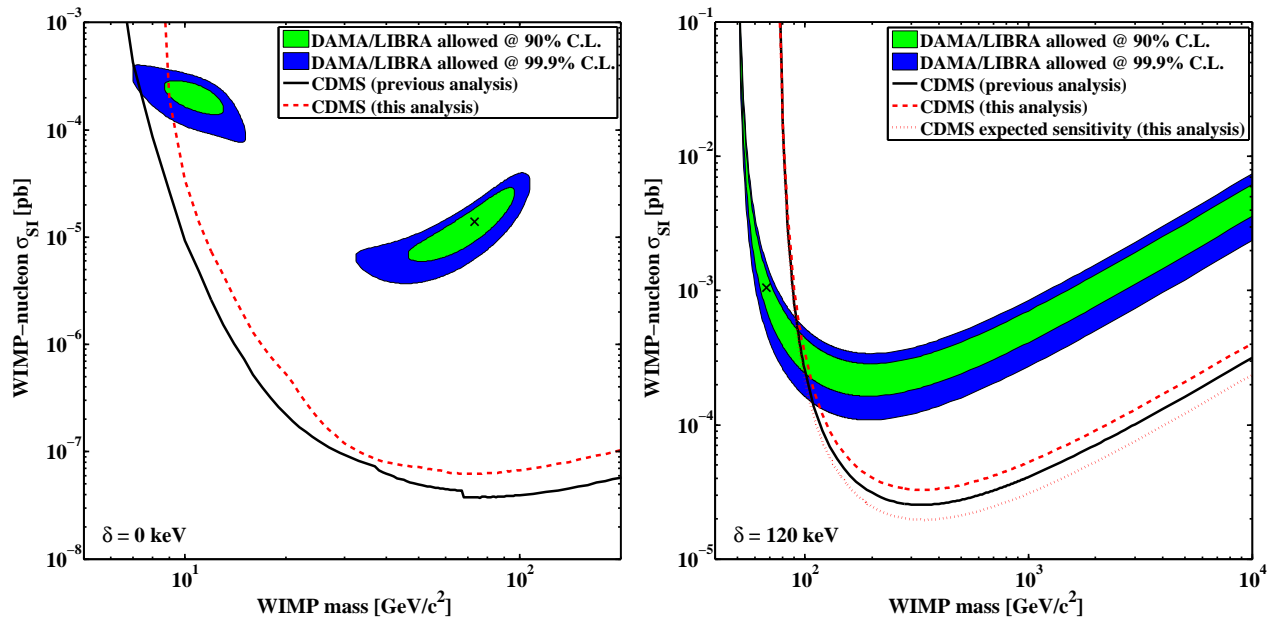 DAMA/LIBRA allowed @ 90% C.L.
DAMA/LIBRA allowed @ 99.9% C.L.
CDMS (previous analysis)
CDMS (this analysis)
10^-3
10^-4
10^-5
10^-6
10^-7
10^-8
WIMP−nucleon σ_SI [pb]
δ = 0 keV
10^1
10^2
WIMP mass [GeV/c^2]
DAMA/LIBRA allowed @ 90% C.L.
DAMA/LIBRA allowed @ 99.9% C.L.
CDMS (previous analysis)
CDMS (this analysis)
CDMS expected sensitivity (this analysis)
10^-1
10^-2
10^-3
10^-4
10^-5
WIMP−nucleon σ_SI [pb]
δ = 120 keV
10^2
10^3
10^4
WIMP mass [GeV/c^2]